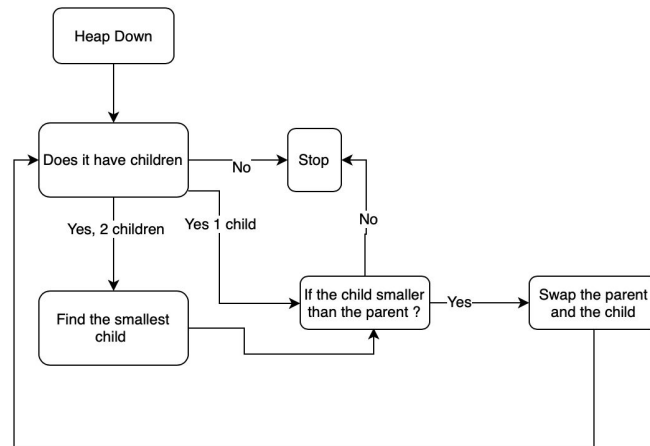 Heap Down
Does it have children
No
Stop
Yes, 2 children
Yes 1 child
No
Find the smallest
child
If the child smaller
than the parent ?
Yes
Swap the parent
and the child